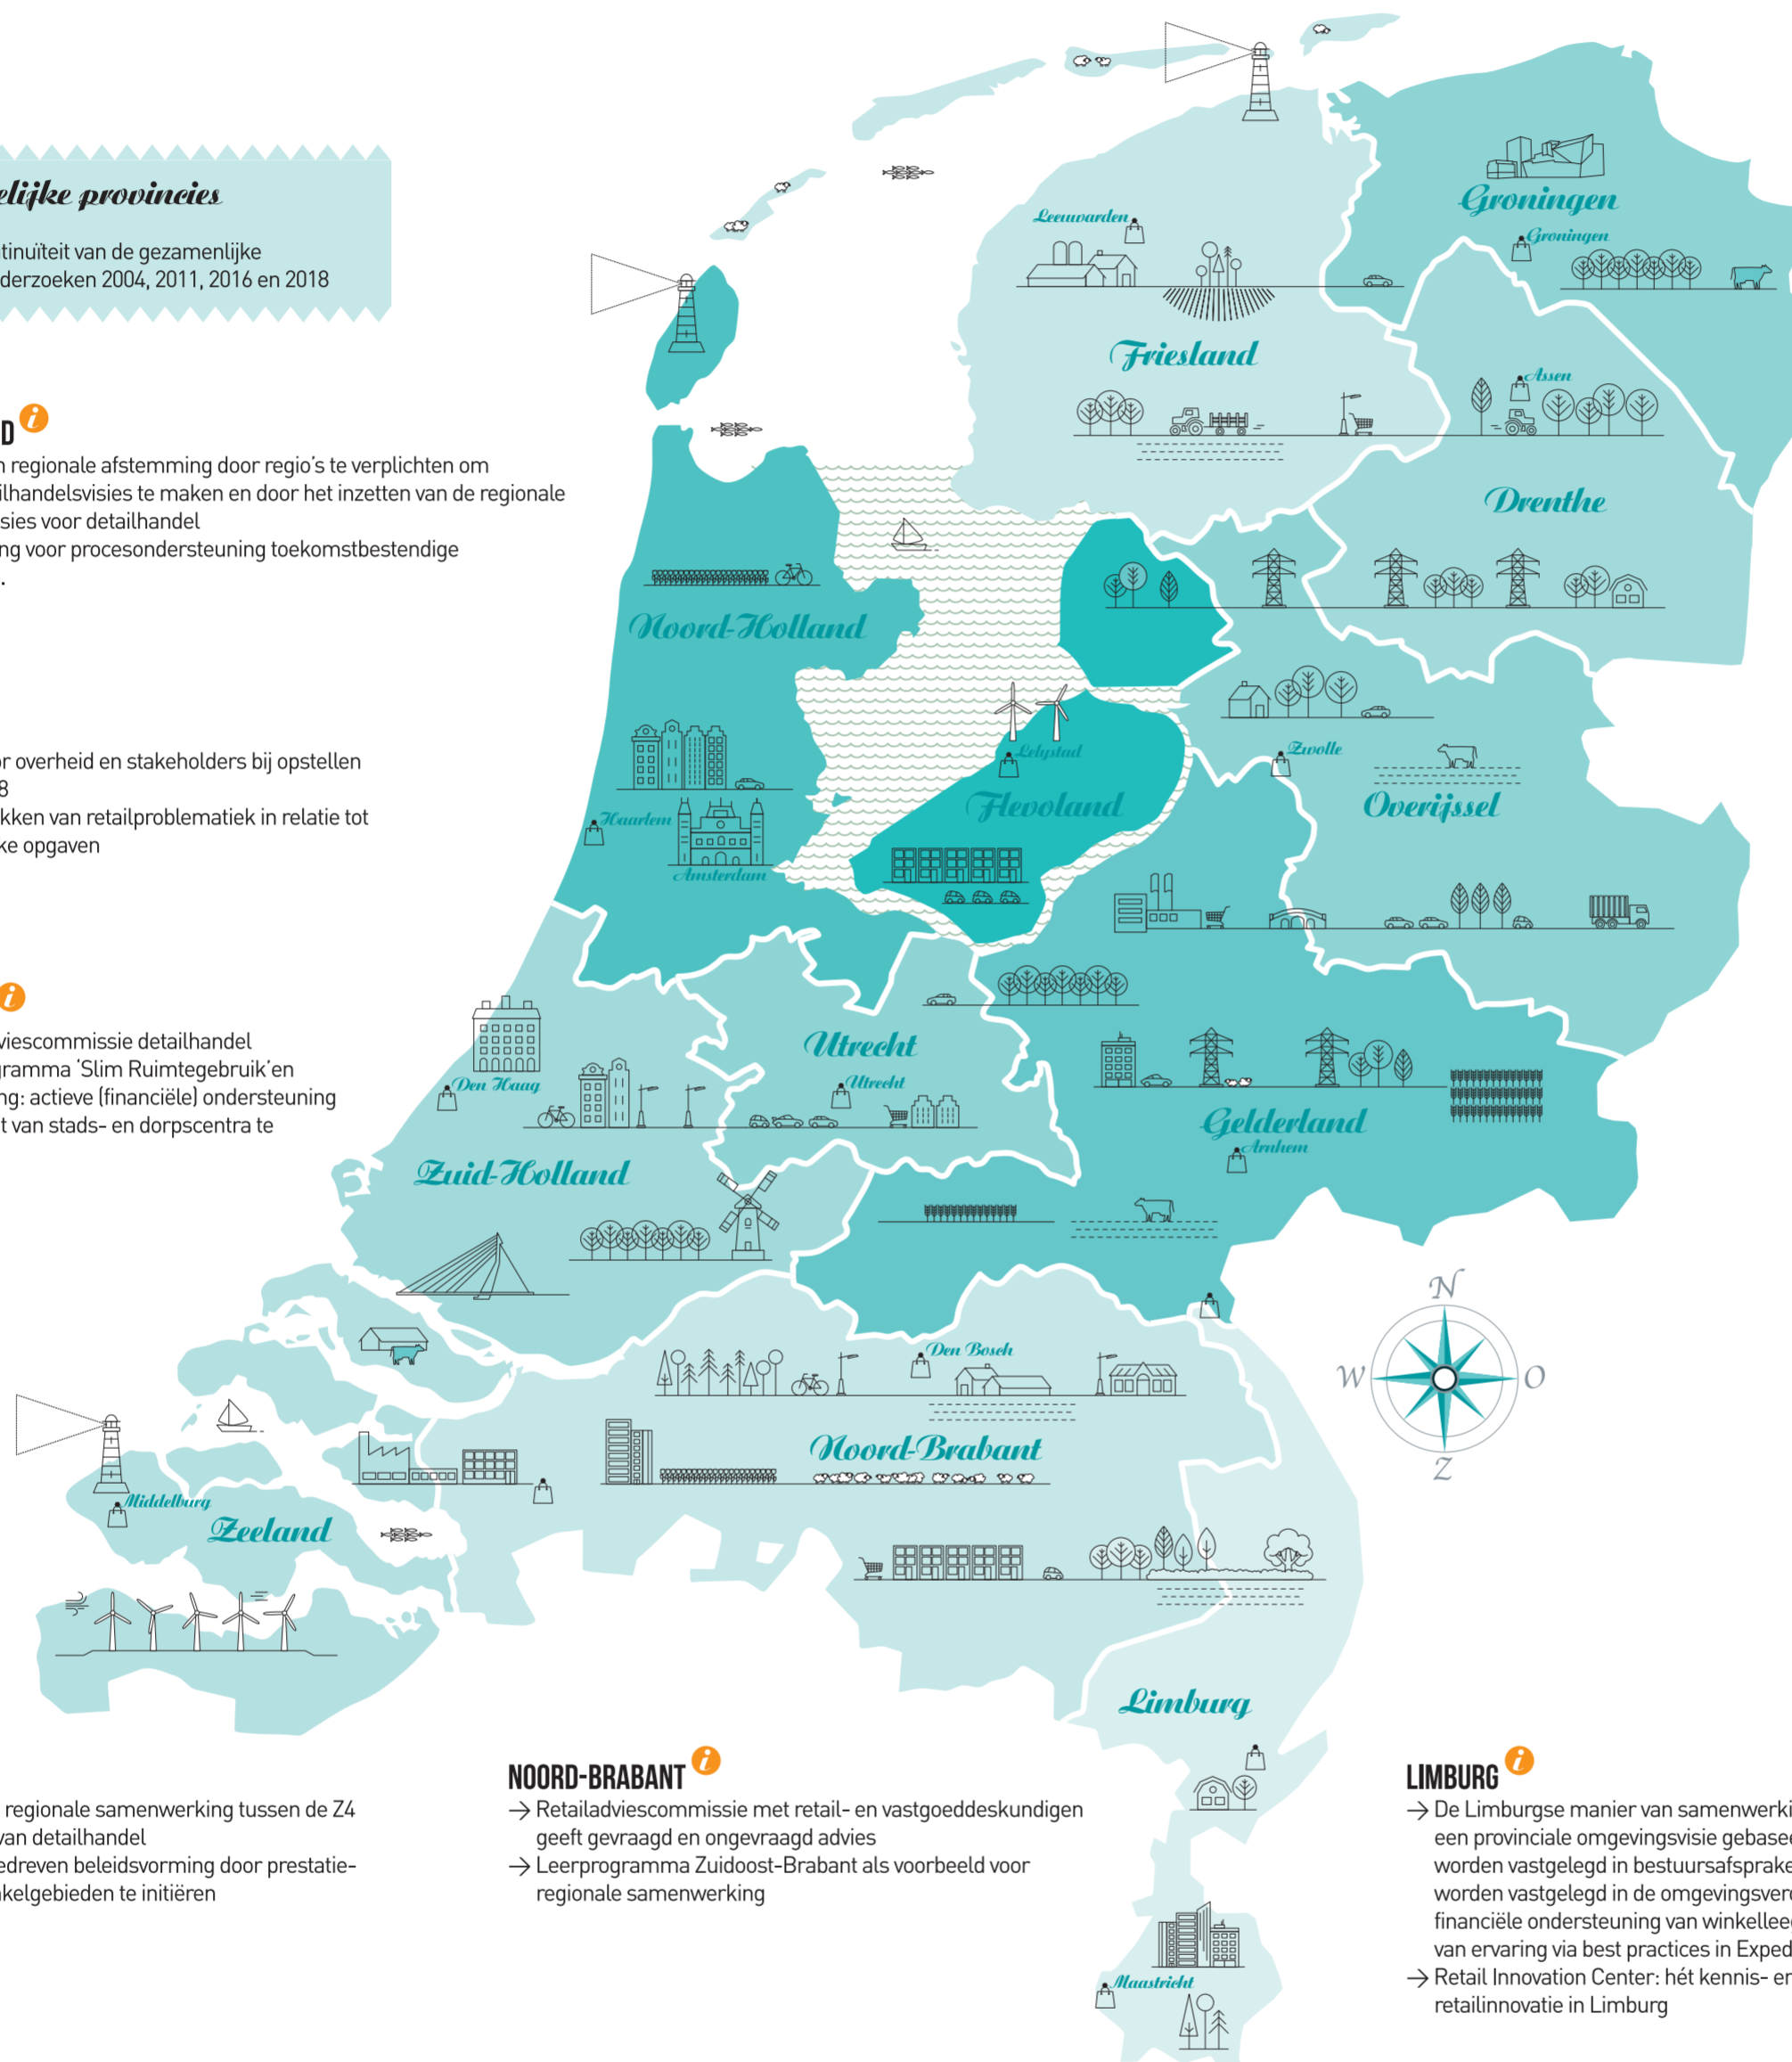 elijke provincies
tinuïteit van de gezamenlijke
derzoeken 2004, 2011, 2016 en 2018
D
n regionale afstemming door regio's te verplichten om
ilhandelsvisies te maken en door het inzetten van de regionale
sies voor detailhandel
ng voor procesondersteuning toekomstbestendige
.
or overheid en stakeholders bij opstellen
8
kken van retailproblematiek in relatie tot
ke opgaven
viescommissie detailhandel
gramma 'Slim Ruimtegebruik'en
ng: actieve (financiële) ondersteuning
t van stads- en dorpscentra te
Groningen
Groningen
Leeuwarden
Friesland
Assen
Drenthe
Noord-Holland
Lelystad
Flevoland
Zwolle
Overijssel
Haarlem
Amsterdam
Utrecht
Utrecht
Den Haag
Zuid-Holland
Gelderland
Arnhem
N
W
O
Z
Den Bosch
Noord-Brabant
Middelburg
Zeeland
Limburg
Maastricht
regionale samenwerking tussen de Z4
van detailhandel
edreven beleidsvorming door prestatie-
kelgebieden te initiëren
NOORD-BRABANT
→ Retailadviescommissie met retail- en vastgoeddeskundigen
geeft gevraagd en ongevraagd advies
→ Leerprogramma Zuidoost-Brabant als voorbeeld voor
regionale samenwerking
LIMBURG
→ De Limburgse manier van samenwerki
een provinciale omgevingsvisie gebasee
worden vastgelegd in bestuursafsprake
worden vastgelegd in de omgevingsver
financiële ondersteuning van winkellee
van ervaring via best practices in Exped
→ Retail Innovation Center: hét kennis- en
retailinnovatie in Limburg